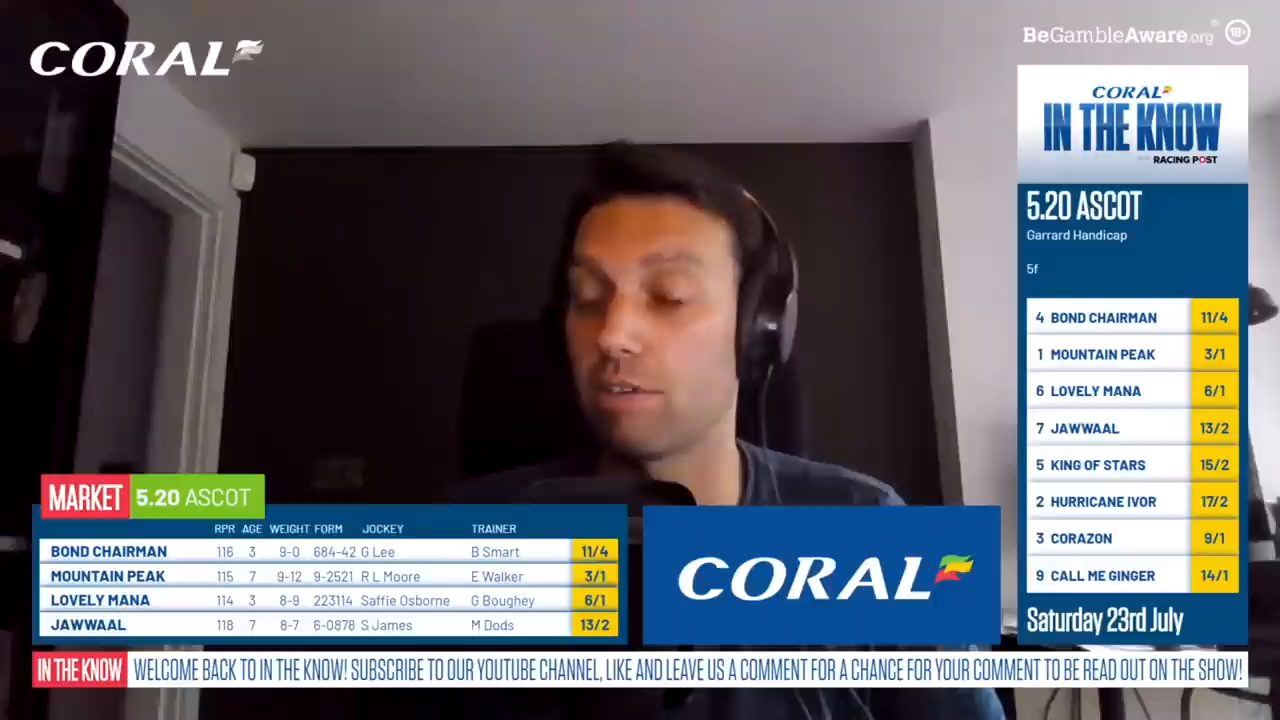 CORAL
BeGambleAware.org 18+
CORAL
IN THE KNOW
RACING POST
5.20 ASCOT
Garrard Handicap
5f
4 BOND CHAIRMAN 11/4
1 MOUNTAIN PEAK 3/1
6 LOVELY MANA 6/1
7 JAWWAAL 13/2
5 KING OF STARS 15/2
2 HURRICANE IVOR 17/2
3 CORAZON 9/1
9 CALL ME GINGER 14/1
Saturday 23rd July
MARKET 5.20 ASCOT
RPR AGE WEIGHT FORM JOCKEY TRAINER
BOND CHAIRMAN 116 3 9-0 684-42 G Lee B Smart 11/4
MOUNTAIN PEAK 115 7 9-12 9-2521 R L Moore E Walker 3/1
LOVELY MANA 114 3 8-9 223114 Saffie Osborne G Boughey 6/1
JAWWAAL 118 7 8-7 6-0878 S James M Dods 13/2
CORAL
IN THE KNOW WELCOME BACK TO IN THE KNOW! SUBSCRIBE TO OUR YOUTUBE CHANNEL, LIKE AND LEAVE US A COMMENT FOR A CHANCE FOR YOUR COMMENT TO BE READ OUT ON THE SHOW!